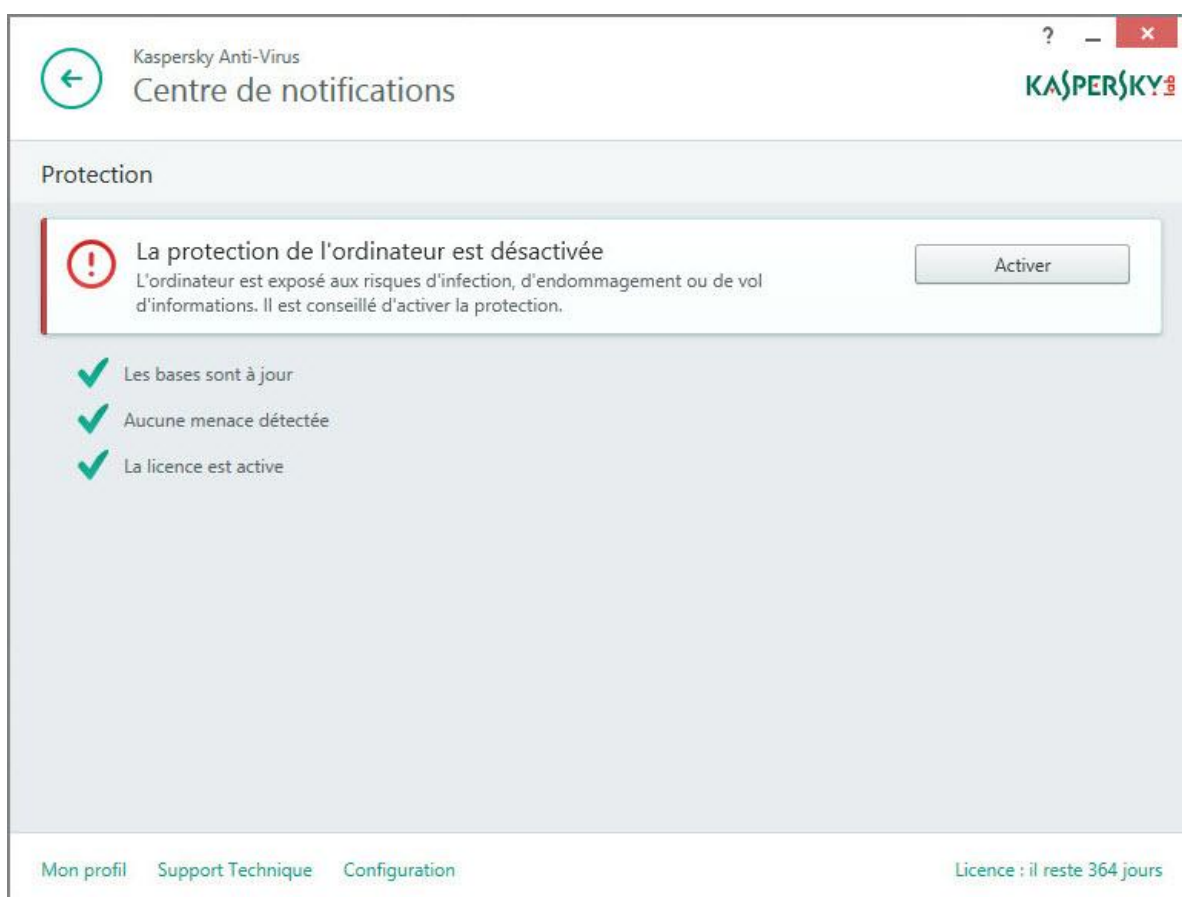 Kaspersky Anti-Virus
Centre de notifications
? 
KASPERSKY lab
Protection
La protection de l'ordinateur est désactivée
L'ordinateur est exposé aux risques d'infection, d'endommagement ou de vol
d'informations. Il est conseillé d'activer la protection.
Activer
Les bases sont à jour
Aucune menace détectée
La licence est active
Mon profil Support Technique Configuration
Licence : il reste 364 jours